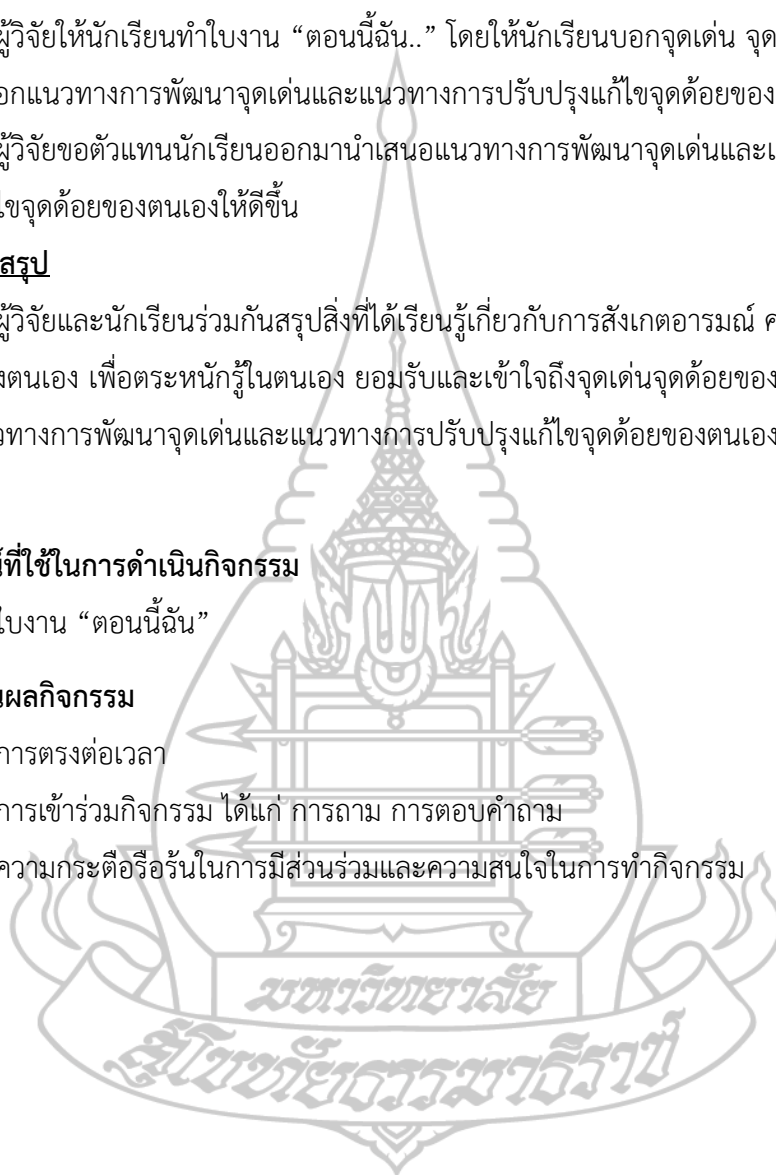 ผู้วิจัยให้นักเรียนทำใบงาน “ตอนนี้ฉัน..” โดยให้นักเรียนบอกจุดเด่น จุด
อกแนวทางการพัฒนาจุดเด่นและแนวทางการปรับปรุงแก้ไขจุดด้อยของ
ผู้วิจัยขอตัวแทนนักเรียนออกมานำเสนอแนวทางการพัฒนาจุดเด่นและแ
ไขจุดด้อยของตนเองให้ดีขึ้น
สรุป
ผู้วิจัยและนักเรียนร่วมกันสรุปสิ่งที่ได้เรียนรู้เกี่ยวกับการสังเกตอารมณ์ ค
งตนเอง เพื่อตระหนักรู้ในตนเอง ยอมรับและเข้าใจถึงจุดเด่นจุดด้อยของ
วทางการพัฒนาจุดเด่นและแนวทางการปรับปรุงแก้ไขจุดด้อยของตนเอง
์ที่ใช้ในการดำเนินกิจกรรม
ใบงาน “ตอนนี้ฉัน”
นผลกิจกรรม
การตรงต่อเวลา
การเข้าร่วมกิจกรรม ได้แก่ การถาม การตอบคำถาม
ความกระตือรือร้นในการมีส่วนร่วมและความสนใจในการทำกิจกรรม
มหาวิทยาลัย
สุโขทัยธรรมาธิราช